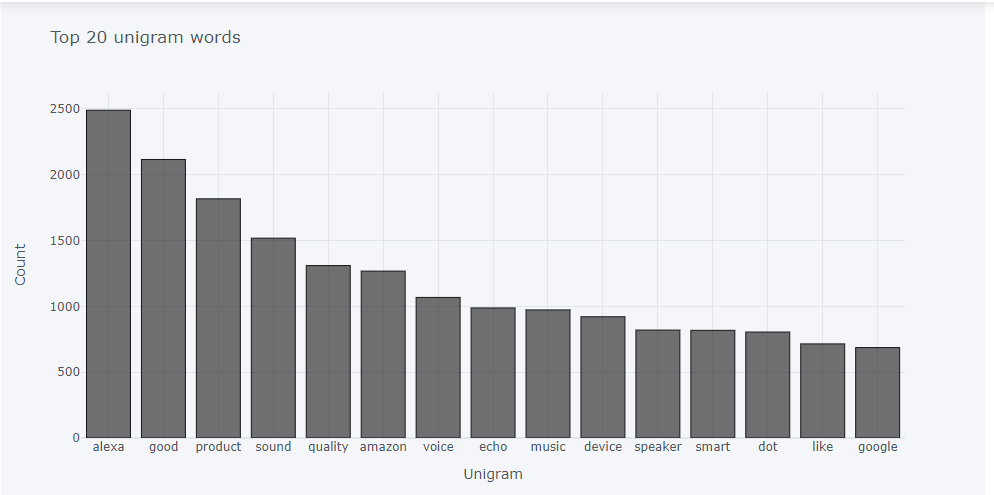 Top 20 unigram words
2500
2000
1500
1000
500
0
Count
alexa good product sound quality amazon voice echo music device speaker smart dot like google
Unigram